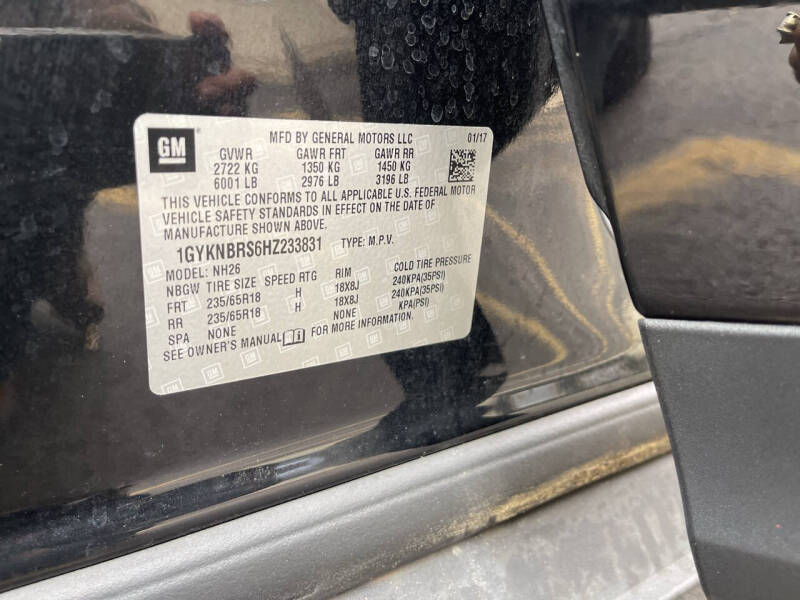 GM
MFD BY GENERAL MOTORS LLC 01/17
GVWR GAWR FRT GAWR RR
2722 KG 1350 KG 1450 KG
6001 LB 2976 LB 3196 LB
THIS VEHICLE CONFORMS TO ALL APPLICABLE U.S. FEDERAL MOTOR
VEHICLE SAFETY STANDARDS IN EFFECT ON THE DATE OF
MANUFACTURE SHOWN ABOVE.
1GYKNBRS6HZ233831 TYPE: M.P.V.
MODEL: NH26
NBGW TIRE SIZE SPEED RTG RIM COLD TIRE PRESSURE
FRT 235/65R18 H 18X8J 240KPA(35PSI)
RR 235/65R18 H 18X8J 240KPA(35PSI)
SPA NONE NONE KPA(PSI)
SEE OWNER'S MANUAL FOR MORE INFORMATION.